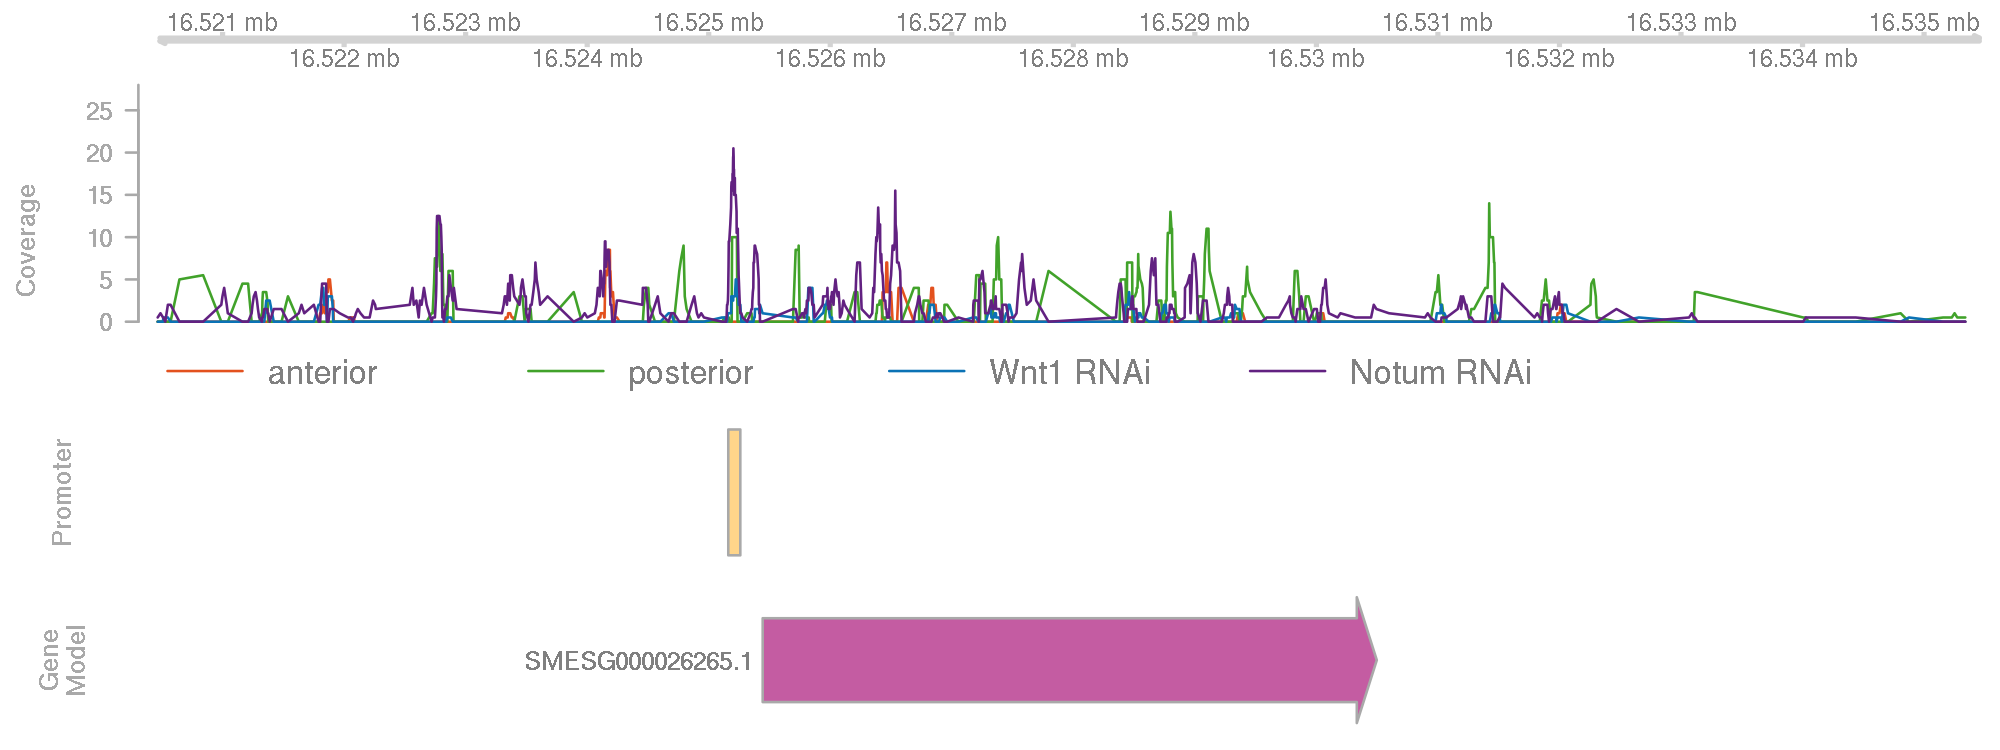 16.521 mb 16.523 mb 16.525 mb 16.527 mb 16.529 mb 16.531 mb 16.533 mb 16.535 mb
16.522 mb 16.524 mb 16.526 mb 16.528 mb 16.53 mb 16.532 mb 16.534 mb
Coverage
25
20
15
10
5
0
anterior posterior Wnt1 RNAi Notum RNAi
Promoter
Gene
Model
SMESG000026265.1